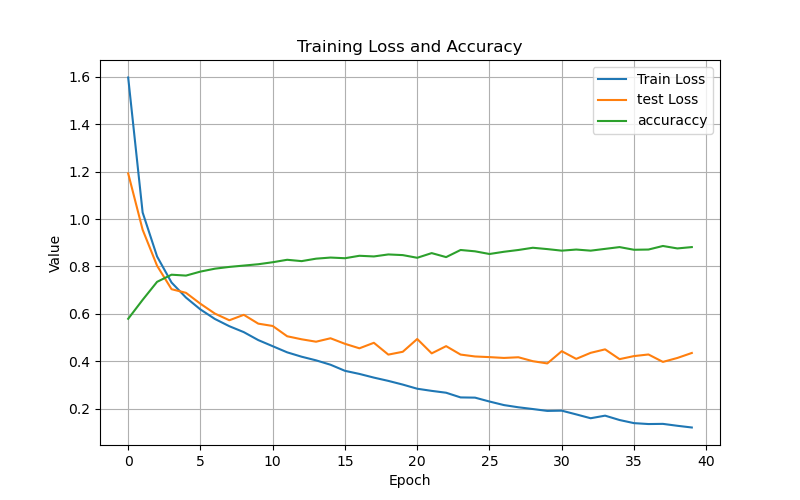 Training Loss and Accuracy
Train Loss
test Loss
accuraccy
1.6
1.4
1.2
1.0
0.8
0.6
0.4
0.2
Value
0 5 10 15 20 25 30 35 40
Epoch